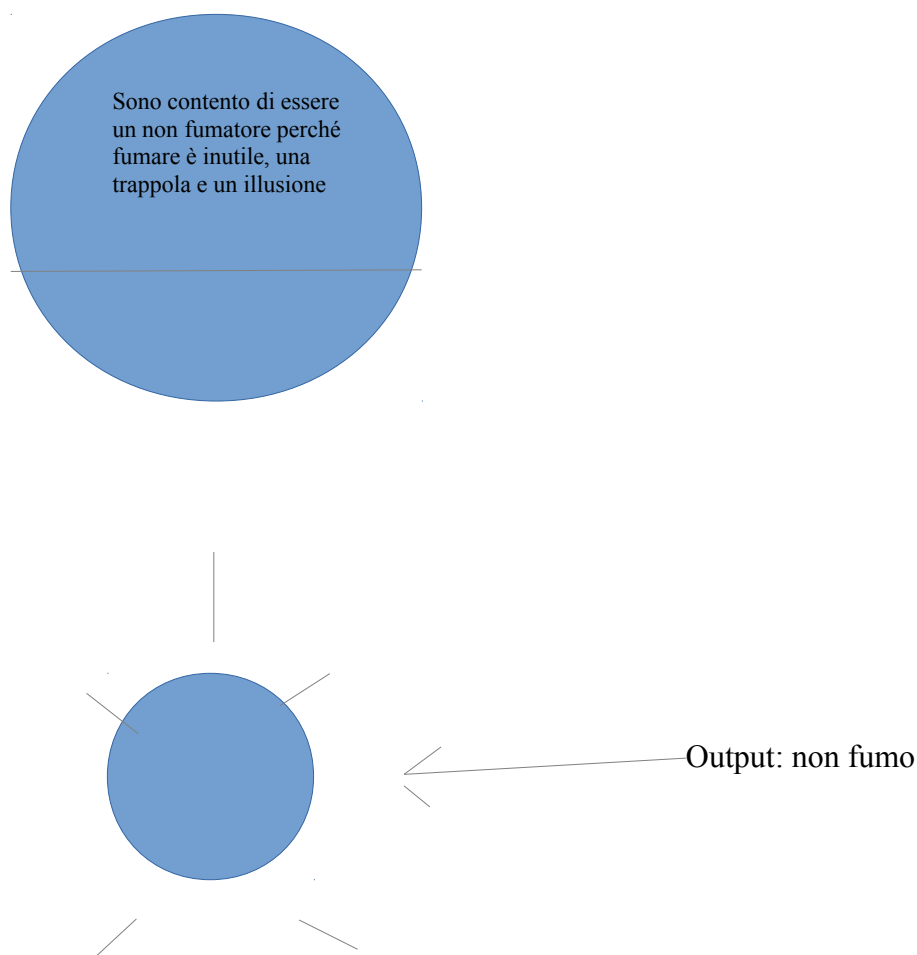 Sono contento di essere
un non fumatore perché
fumare è inutile, una
trappola e un illusione
Output: non fumo